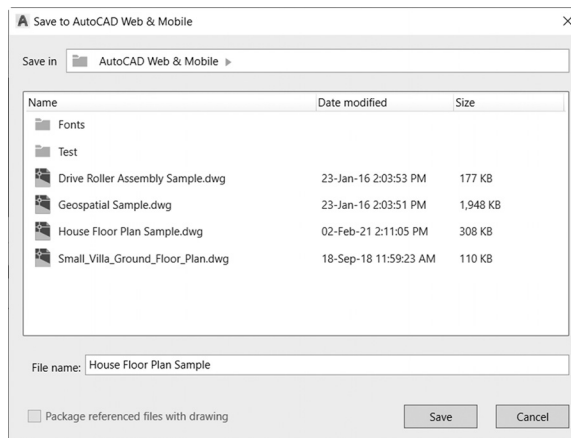 Save to AutoCAD Web & Mobile
Save in AutoCAD Web & Mobile
Name Date modified Size
Fonts
Test
Drive Roller Assembly Sample.dwg 23-Jan-16 2:03:53 PM 177 KB
Geospatial Sample.dwg 23-Jan-16 2:03:51 PM 1,948 KB
House Floor Plan Sample.dwg 02-Feb-21 2:11:05 PM 308 KB
Small_Villa_Ground_Floor_Plan.dwg 18-Sep-18 11:59:23 AM 110 KB
File name: House Floor Plan Sample
Package referenced files with drawing Save Cancel